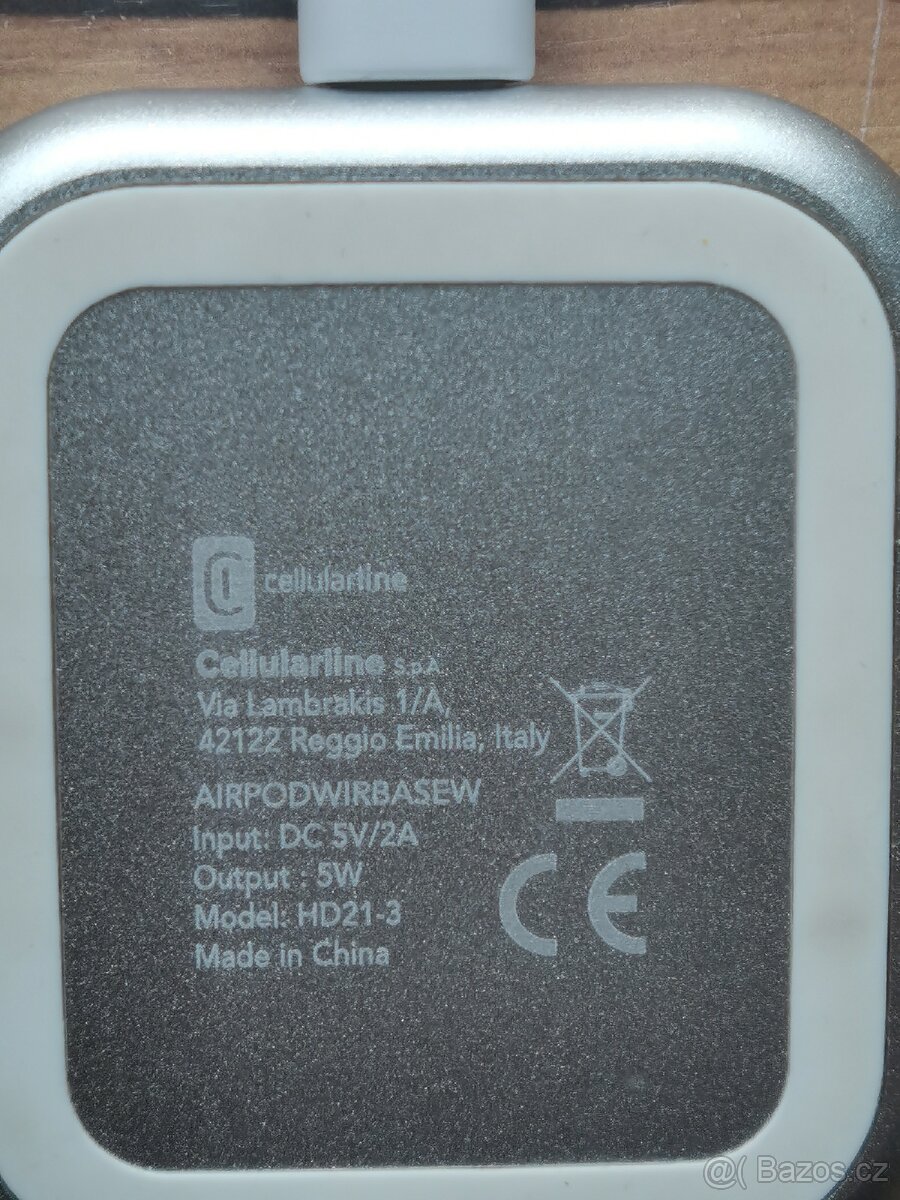 cellularline
Cellularline S.p.A.
Via Lambrakis 1/A,
42122 Reggio Emilia, Italy
AIRPODWIRBASEW
Input: DC 5V/2A
Output : 5W
Model: HD21-3
Made in China
CE
@( Bazos.cz